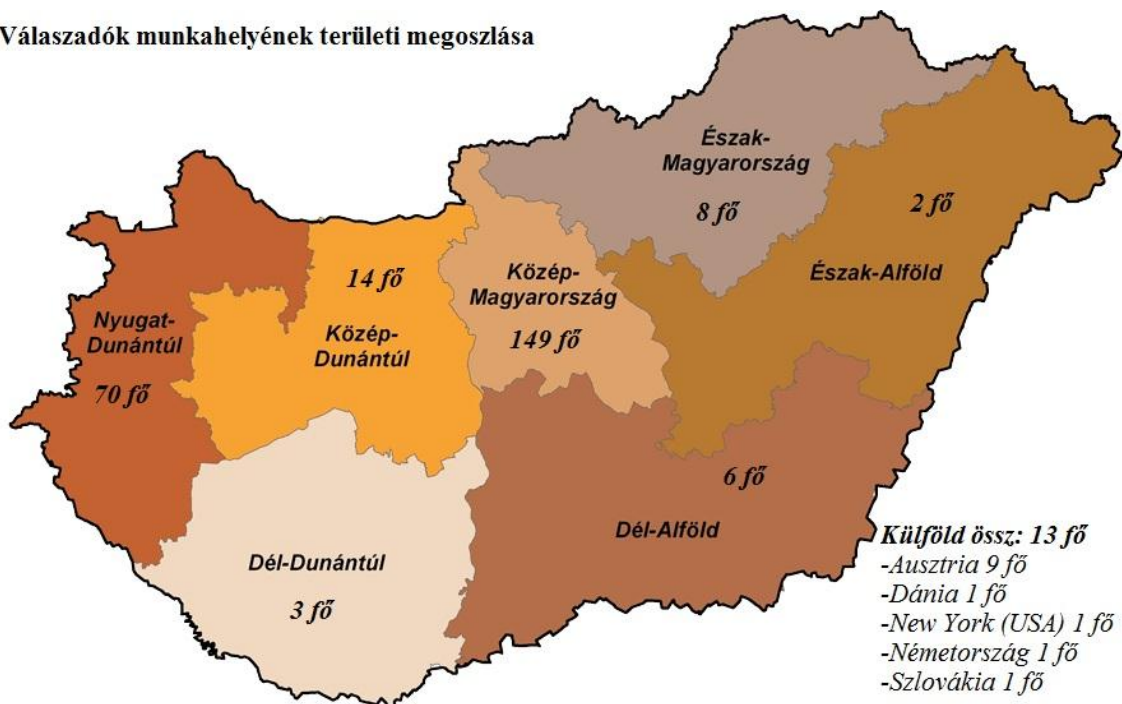 Válaszadók munkahelyének területi megoszlása
Észak-
Magyarország
8 fő
2 fő
Észak-Alföld
Közép-
Magyarország
149 fő
14 fő
Közép-
Dunántúl
Nyugat-
Dunántúl
70 fő
6 fő
Dél-Alföld
Dél-Dunántúl
3 fő
Külföld össz: 13 fő
-Ausztria 9 fő
-Dánia 1 fő
-New York (USA) 1 fő
-Németország 1 fő
-Szlovákia 1 fő